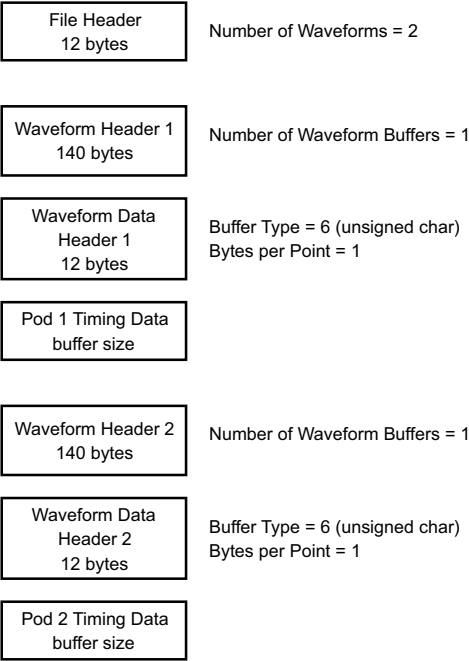 File Header
12 bytes
Number of Waveforms = 2
Waveform Header 1
140 bytes
Number of Waveform Buffers = 1
Waveform Data
Header 1
12 bytes
Buffer Type = 6 (unsigned char)
Bytes per Point = 1
Pod 1 Timing Data
buffer size
Waveform Header 2
140 bytes
Number of Waveform Buffers = 1
Waveform Data
Header 2
12 bytes
Buffer Type = 6 (unsigned char)
Bytes per Point = 1
Pod 2 Timing Data
buffer size